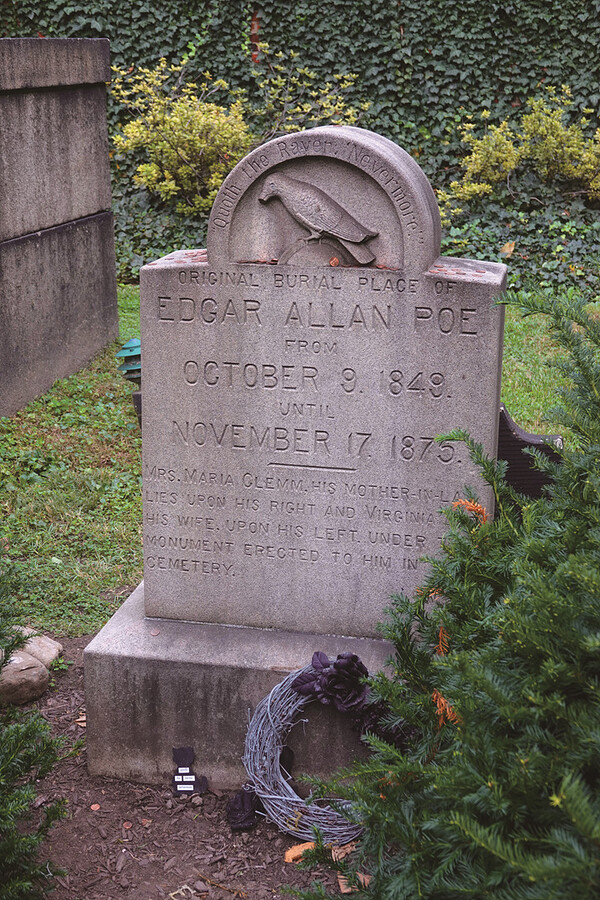 "Quoth the Raven, "Nevermore"
ORIGINAL BURIAL PLACE OF
EDGAR ALLAN POE
FROM
OCTOBER 9, 1849.
UNTIL
NOVEMBER 17, 1875.
MRS. MARIA CLEMM, HIS MOTHER-IN-LA
LIES UPON HIS RIGHT AND VIRGINIA
HIS WIFE, UPON HIS LEFT, UNDER
MONUMENT ERECTED TO HIM IN
CEMETERY.